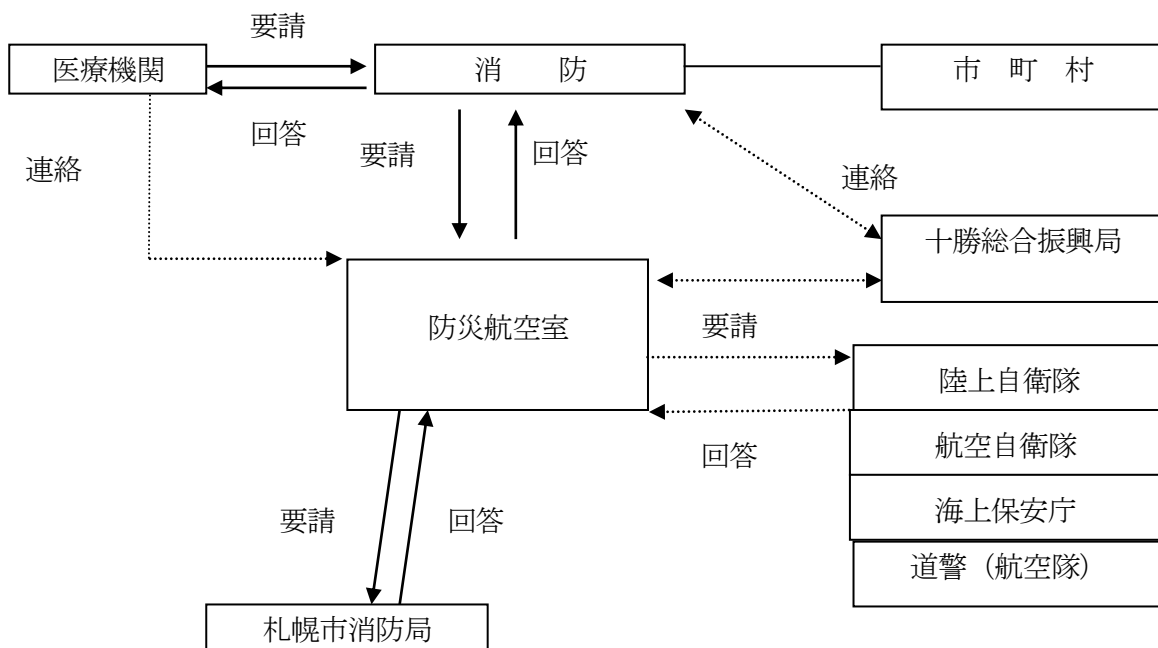 要請
医療機関
消　　防
市　町　村
回答
連絡
要請
回答
連絡
十勝総合振興局
防災航空室
要請
陸上自衛隊
回答
航空自衛隊
海上保安庁
道警（航空隊）
要請
回答
札幌市消防局